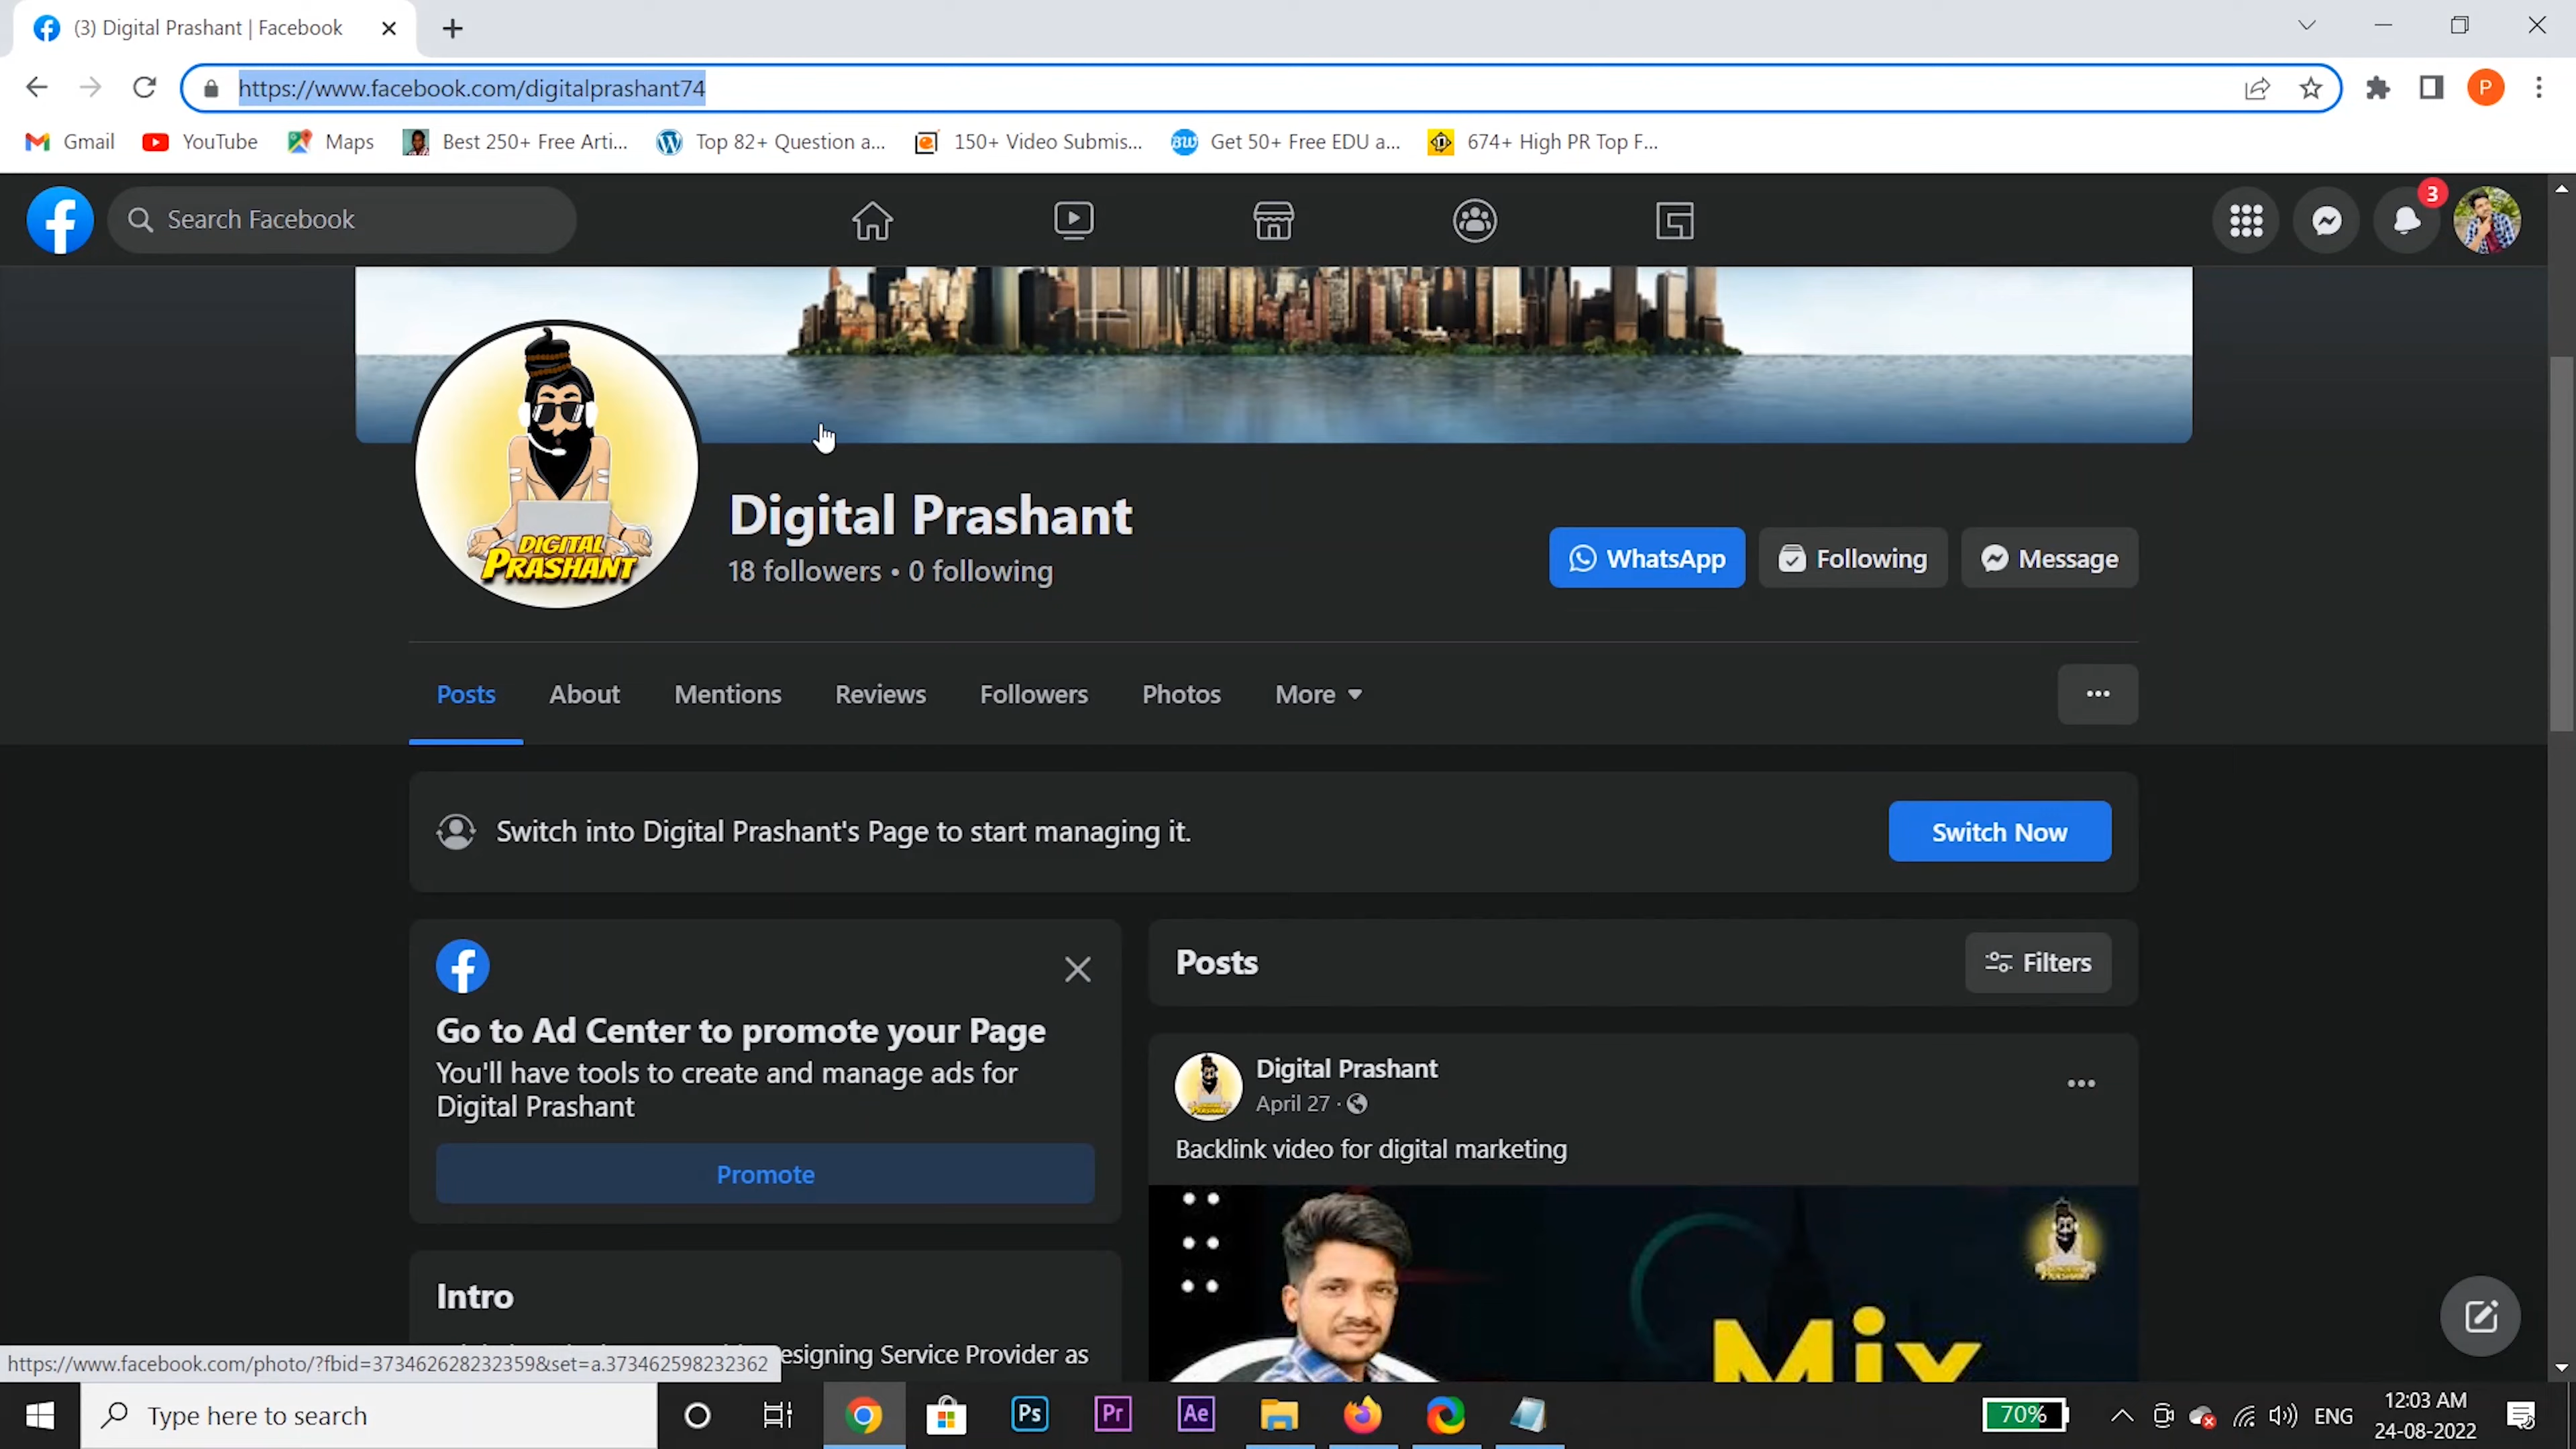 (3) Digital Prashant | Facebook
https://www.facebook.com/digitalprashant74
P
Gmail
YouTube
Maps
Best 250+ Free Arti...
Top 82+ Question a...
150+ Video Submis...
BW
Get 50+ Free EDU a...
674+ High PR Top F...
Search Facebook
3
DIGITAL
PRASHANT
Digital Prashant
18 followers • 0 following
WhatsApp
Following
Message
Posts
About
Mentions
Reviews
Followers
Photos
More
Switch into Digital Prashant's Page to start managing it.
Switch Now
Go to Ad Center to promote your Page
You'll have tools to create and manage ads for
Digital Prashant
Promote
Intro
esigning Service Provider as
Posts
Filters
Digital Prashant
April 27 ·
Backlink video for digital marketing
Mix
https://www.facebook.com/photo/?fbid=373462628232359&set=a.373462598232362
Type here to search
Ps
Pr
Ae
70%
ENG
12:03 AM
24-08-2022